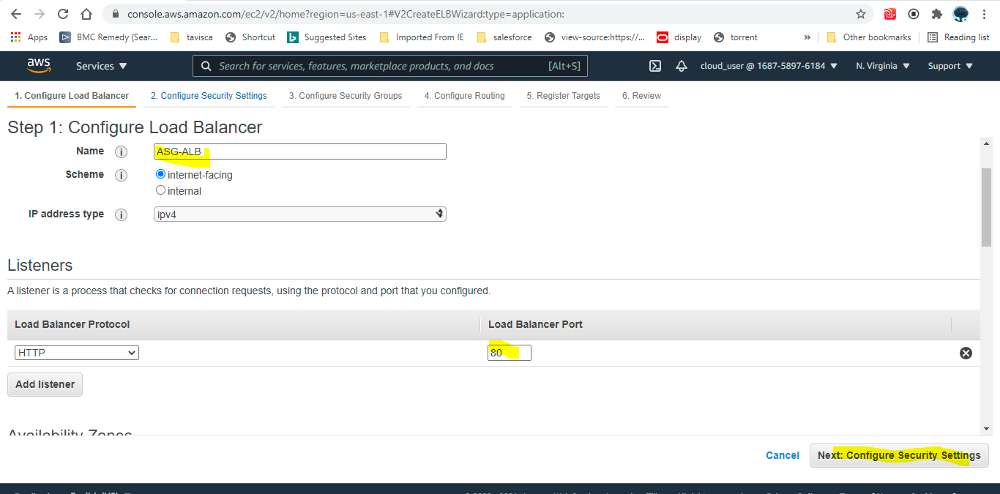 console.aws.amazon.com/ec2/v2/home?region=us-east-1#V2CreateELBWizard:type=application:
Apps BMC Remedy (Sear... tavisca Shortcut Suggested Sites Imported From IE salesforce view-source:https://... display torrent » Other bookmarks Reading list
aws Services Search for services, features, marketplace products, and docs [Alt+S] cloud_user @ 1687-5897-6184 N. Virginia Support
1. Configure Load Balancer 2. Configure Security Settings 3. Configure Security Groups 4. Configure Routing 5. Register Targets 6. Review
Step 1: Configure Load Balancer
Name i ASG-ALB
Scheme i internet-facing
internal
IP address type i ipv4
Listeners
A listener is a process that checks for connection requests, using the protocol and port that you configured.
Load Balancer Protocol Load Balancer Port
HTTP 80
Add listener
Availability Zones
Cancel Next: Configure Security Settings